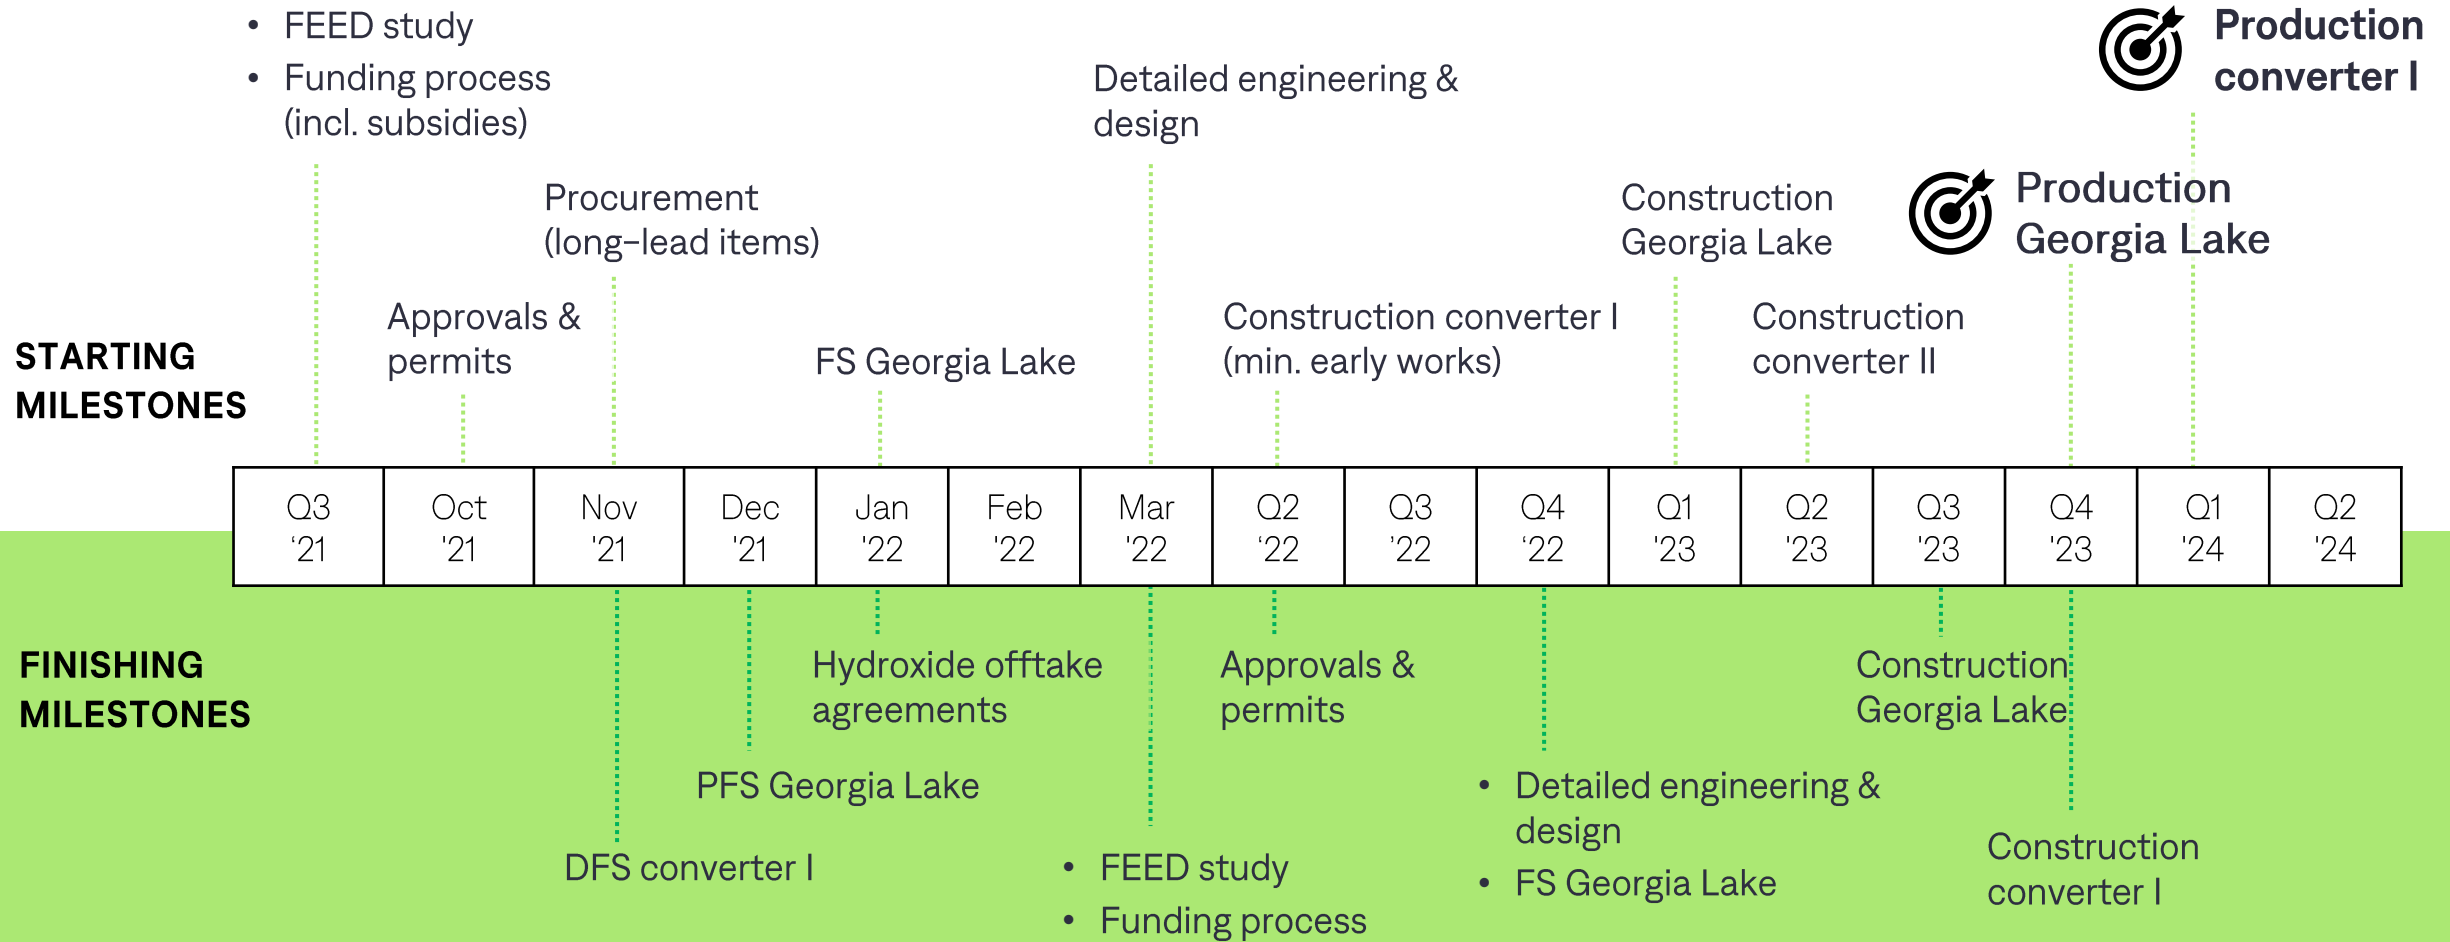 • FEED study
• Funding process
(incl. subsidies)
Production
converter I
Detailed engineering &
design
Procurement
(long-lead items)
Construction
Georgia Lake
Production
Georgia Lake
Approvals &
permits
FS Georgia Lake
Construction converter I
(min. early works)
Construction
converter II
STARTING
MILESTONES
Q3
‘21
Oct
'21
Nov
'21
Dec
'21
Jan
'22
Feb
'22
Mar
'22
Q2
‘22
Q3
’22
Q4
‘22
Q1
'23
Q2
'23
Q3
'23
Q4
'23
Q1
'24
Q2
'24
FINISHING
MILESTONES
Hydroxide offtake
agreements
Approvals &
permits
Construction
Georgia Lake
PFS Georgia Lake
• Detailed engineering &
design
• FS Georgia Lake
DFS converter I
• FEED study
• Funding process
Construction
converter I